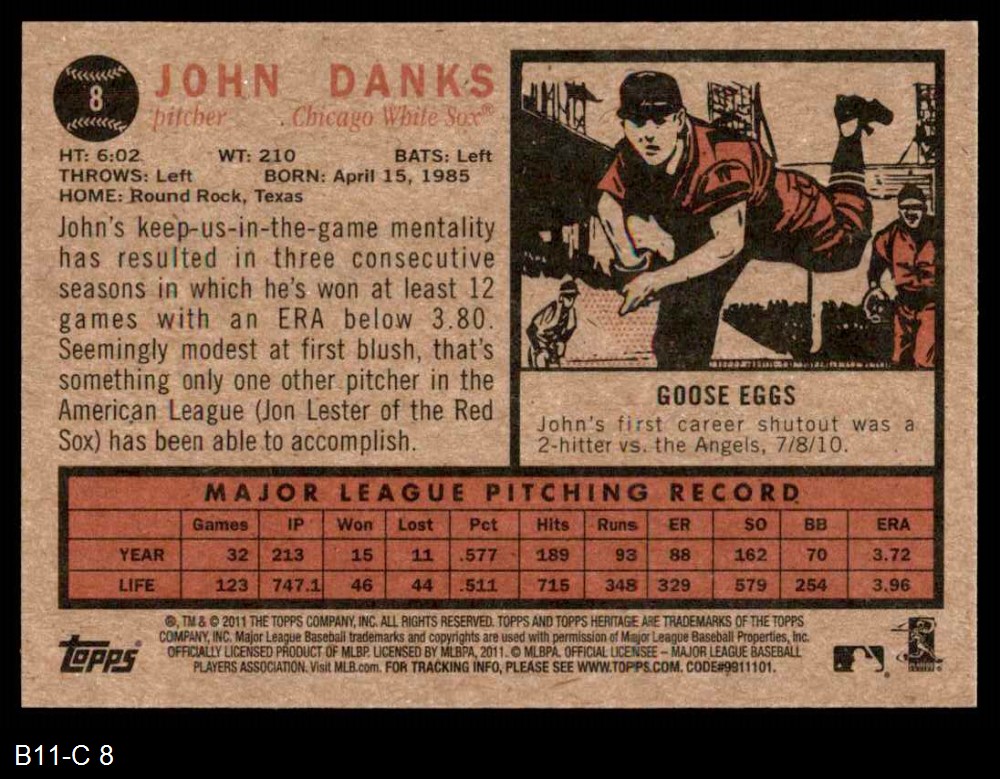 8
JOHN DANKS
pitcher Chicago White Sox®
HT: 6:02 WT: 210 BATS: Left
THROWS: Left BORN: April 15, 1985
HOME: Round Rock, Texas
John's keep-us-in-the-game mentality
has resulted in three consecutive
seasons in which he's won at least 12
games with an ERA below 3.80.
Seemingly modest at first blush, that's
something only one other pitcher in the
American League (Jon Lester of the Red
Sox) has been able to accomplish.
GOOSE EGGS
John's first career shutout was a
2-hitter vs. the Angels, 7/8/10.
MAJOR LEAGUE PITCHING RECORD
Games IP Won Lost Pct Hits Runs ER SO BB ERA
YEAR 32 213 15 11 .577 189 93 88 162 70 3.72
LIFE 123 747.1 46 44 .511 715 348 329 579 254 3.96
®, TM & © 2011 THE TOPPS COMPANY, INC. ALL RIGHTS RESERVED. TOPPS AND TOPPS HERITAGE ARE TRADEMARKS OF THE TOPPS
COMPANY, INC. Major League Baseball trademarks and copyrights are used with permission of Major League Baseball Properties, Inc.
OFFICIALLY LICENSED PRODUCT OF MLBP. LICENSED BY MLBPA, 2011. © MLBPA. OFFICIAL LICENSEE – MAJOR LEAGUE BASEBALL
PLAYERS ASSOCIATION. Visit MLB.com. FOR TRACKING INFO, PLEASE SEE WWW.TOPPS.COM. CODE#9911101.
Topps
B11-C 8